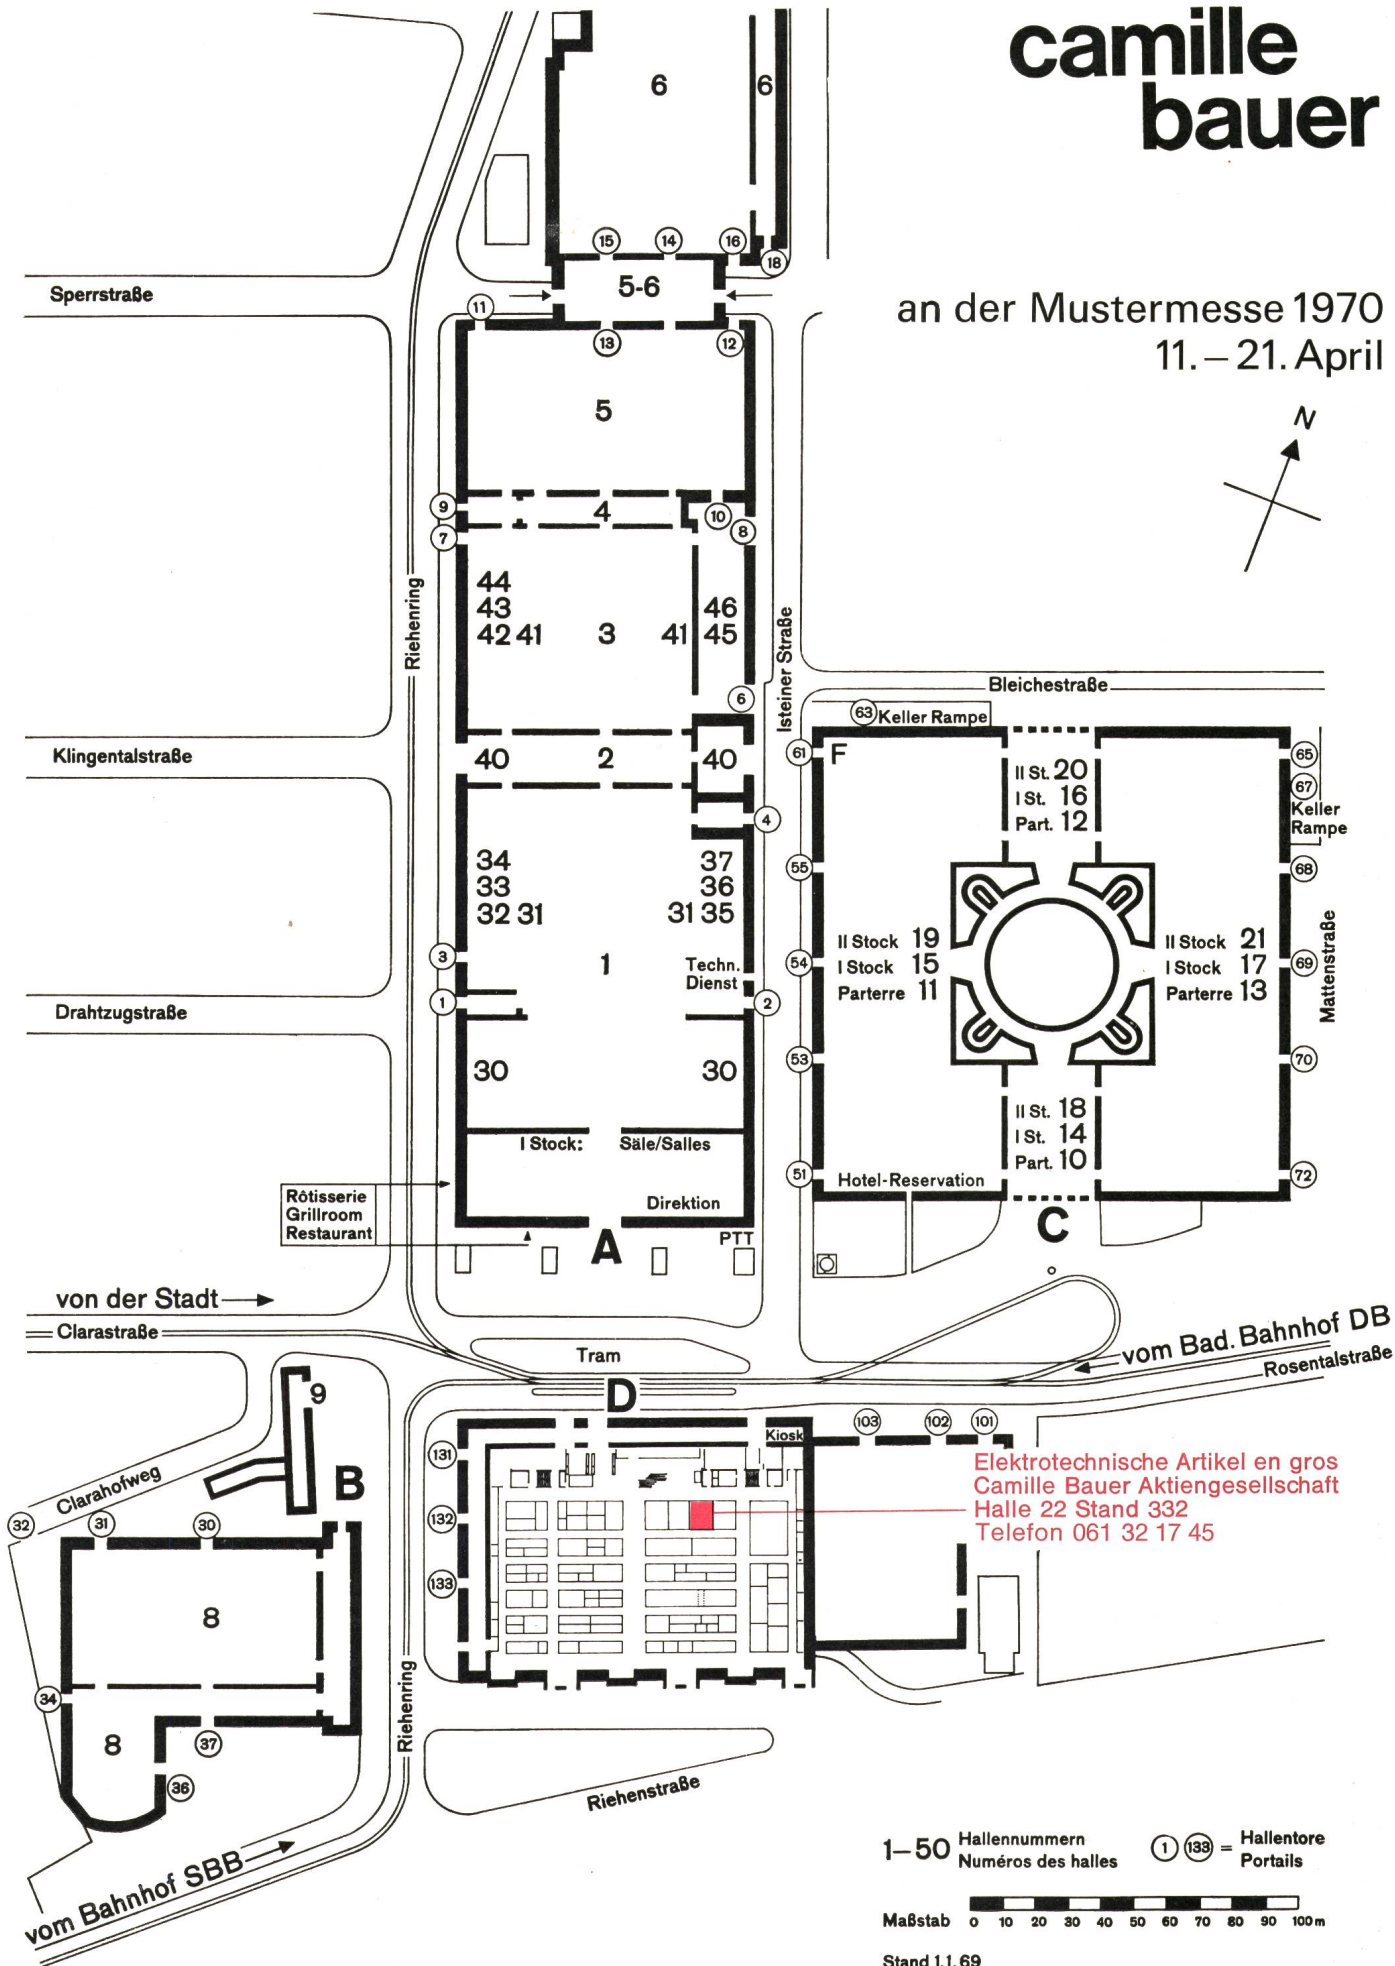 camille
bauer
an der Mustermesse 1970
11. – 21. April
N
6
6
15
14
16
18
5-6
Sperrstraße
11
13
12
5
9
4
10
8
7
Riehenring
44
43
42 41
3
41
46
45
6
Isteiner Straße
Bleichestraße
63
Keller Rampe
Klingentalstraße
40
2
40
61
F
II St. 20
I St. 16
Part. 12
65
67
Keller
Rampe
4
34
33
32 31
37
36
31 35
55
68
3
1
Techn.
Dienst
54
II Stock 19
I Stock 15
Parterre 11
II Stock 21
I Stock 17
Parterre 13
69
Mattenstraße
Drahtzugstraße
1
2
30
30
53
70
II St. 18
I St. 14
Part. 10
I Stock: Säle/Salles
51
Hotel-Reservation
72
Rôtisserie
Grillroom
Restaurant
Direktion
A
PTT
C
von der Stadt
Clarastraße
Tram
vom Bad. Bahnhof DB
Rosentalstraße
D
9
B
Kiosk
103
102
101
131
132
133
Elektrotechnische Artikel en gros
Camille Bauer Aktiengesellschaft
Halle 22 Stand 332
Telefon 061 32 17 45
Clarahofweg
32
31
30
8
34
8
37
36
Riehenring
Riehenstraße
vom Bahnhof SBB
1–50 Hallennummern
Numéros des halles
1 133 = Hallentore
Portails
Maßstab 0 10 20 30 40 50 60 70 80 90 100 m
Stand 1.1.69